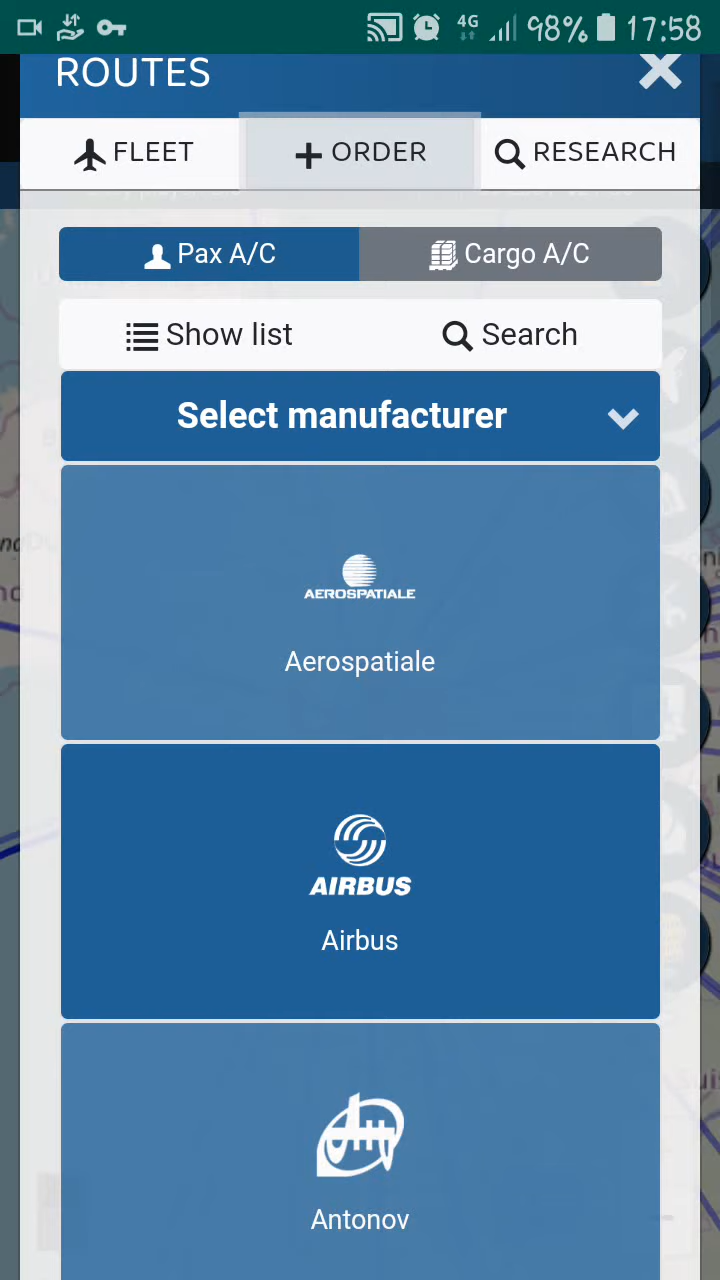 4G 98% 17:58
ROUTES
FLEET ORDER RESEARCH
Pax A/C Cargo A/C
Show list Search
Select manufacturer
AEROSPATIALE
Aerospatiale
AIRBUS
Airbus
Antonov